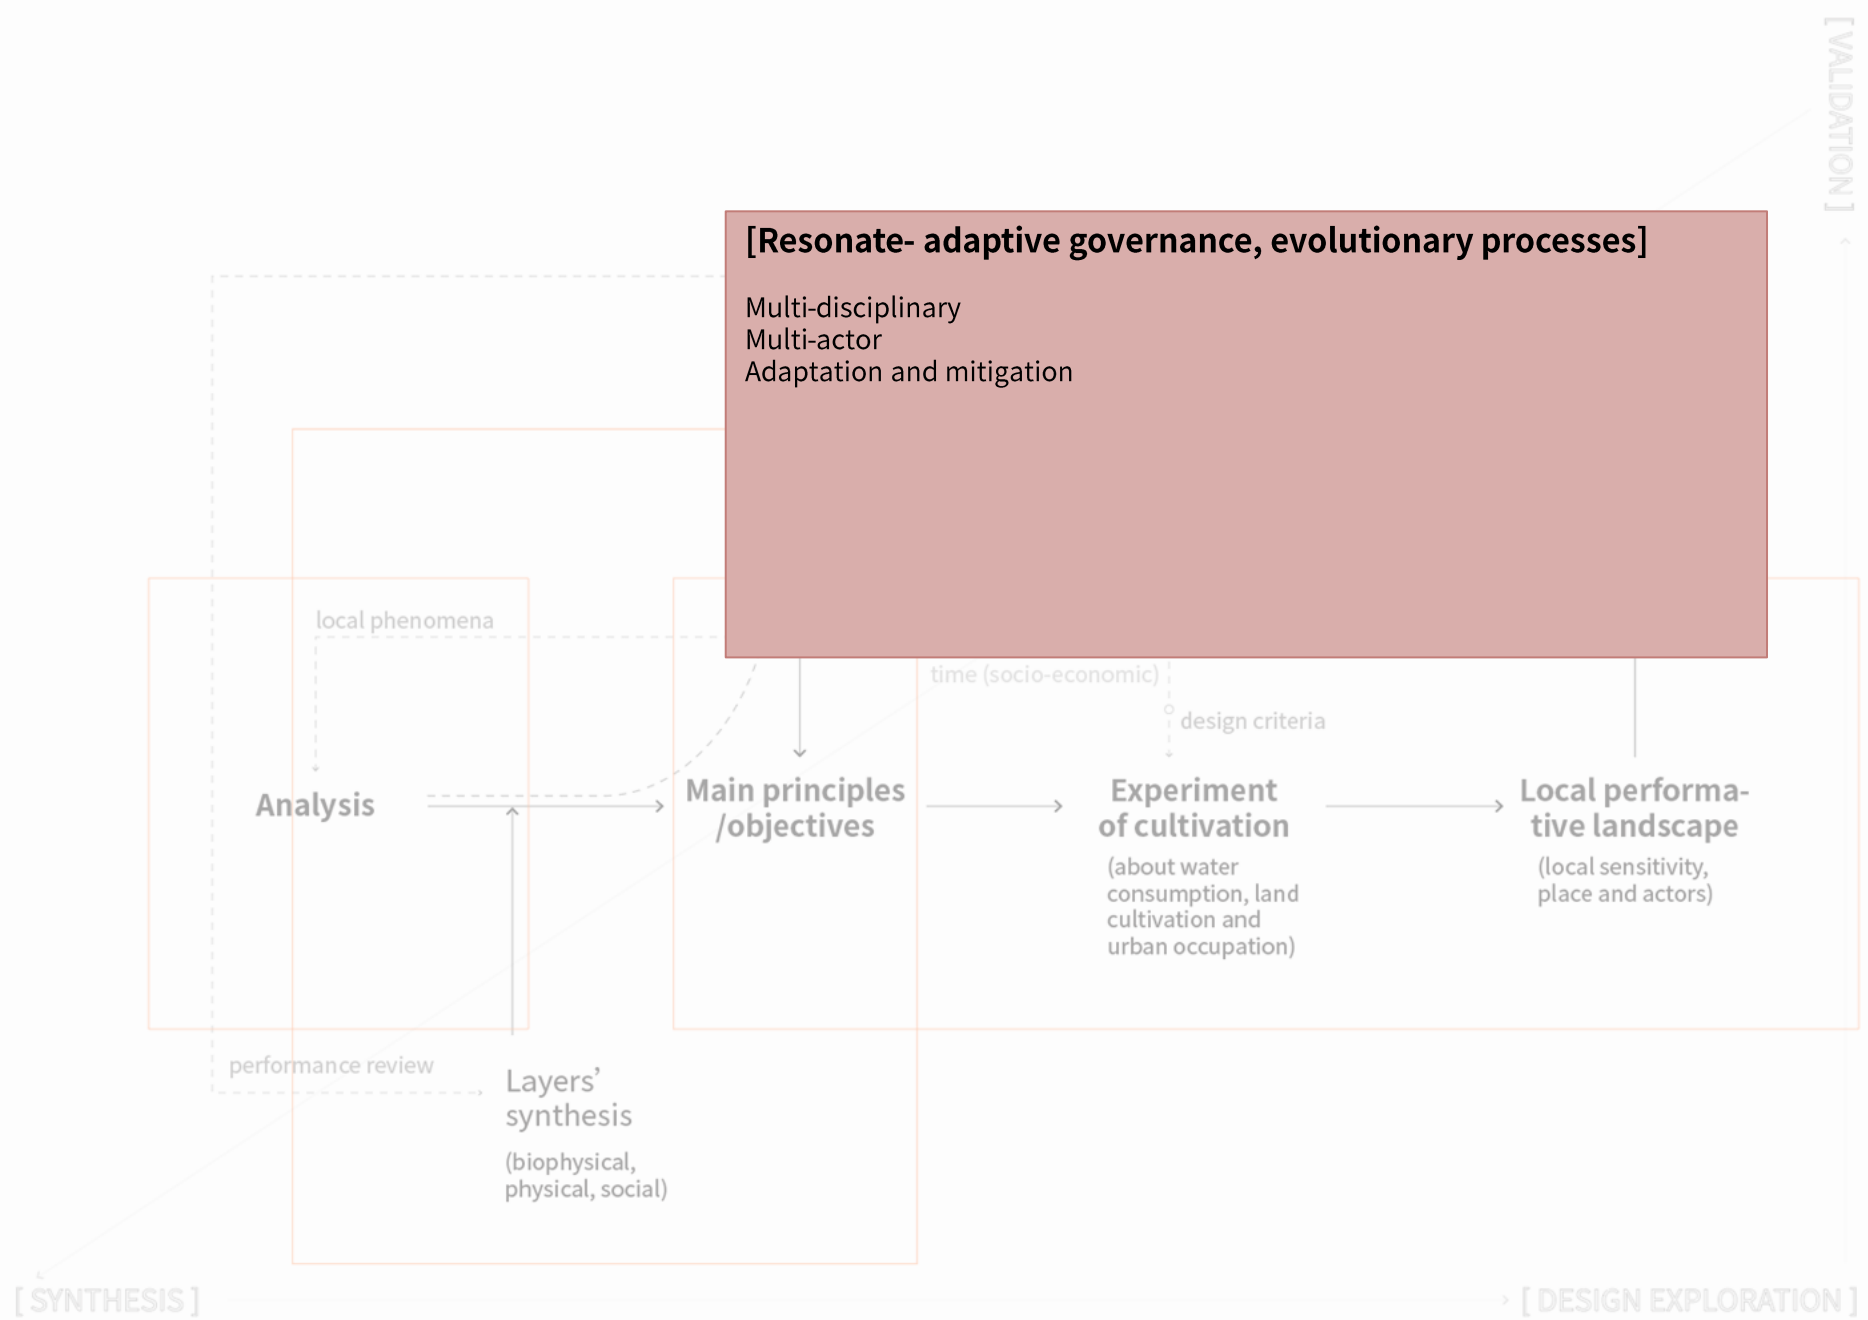 [ VALIDATION ]
[Resonate- adaptive governance, evolutionary processes]
Multi-disciplinary
Multi-actor
Adaptation and mitigation
local phenomena
time (socio-economic)
design criteria
Analysis
Main principles
/objectives
Experiment
of cultivation
(about water
consumption, land
cultivation and
urban occupation)
Local performa-
tive landscape
(local sensitivity,
place and actors)
performance review
Layers’
synthesis
(biophysical,
physical, social)
[ SYNTHESIS ]
[ DESIGN EXPLORATION ]